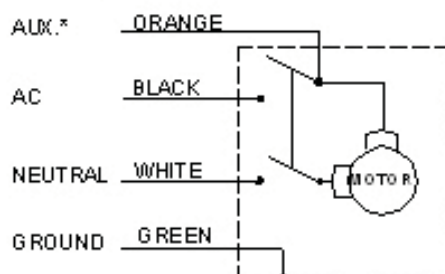 AUX.* ORANGE
AC BLACK
NEUTRAL WHITE
MOTOR
GROUND GREEN